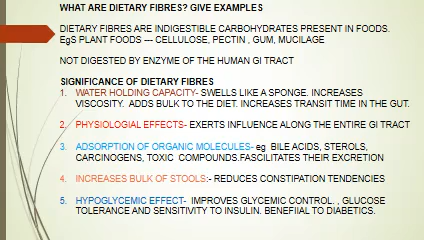 WHAT ARE DIETARY FIBRES? GIVE EXAMPLES
DIETARY FIBRES ARE INDIGESTIBLE CARBOHYDRATES PRESENT IN FOODS.
EgS PLANT FOODS --- CELLULOSE, PECTIN , GUM, MUCILAGE
NOT DIGESTED BY ENZYME OF THE HUMAN GI TRACT
SIGNIFICANCE OF DIETARY FIBRES
1. WATER HOLDING CAPACITY- SWELLS LIKE A SPONGE. INCREASES
VISCOSITY. ADDS BULK TO THE DIET. INCREASES TRANSIT TIME IN THE GUT.
2. PHYSIOLOGIAL EFFECTS- EXERTS INFLUENCE ALONG THE ENTIRE GI TRACT
3. ADSORPTION OF ORGANIC MOLECULES- eg BILE ACIDS, STEROLS,
CARCINOGENS, TOXIC COMPOUNDS.FASCILITATES THEIR EXCRETION
4. INCREASES BULK OF STOOLS:- REDUCES CONSTIPATION TENDENCIES
5. HYPOGLYCEMIC EFFECT- IMPROVES GLYCEMIC CONTROL. , GLUCOSE
TOLERANCE AND SENSITIVITY TO INSULIN. BENEFIIAL TO DIABETICS.